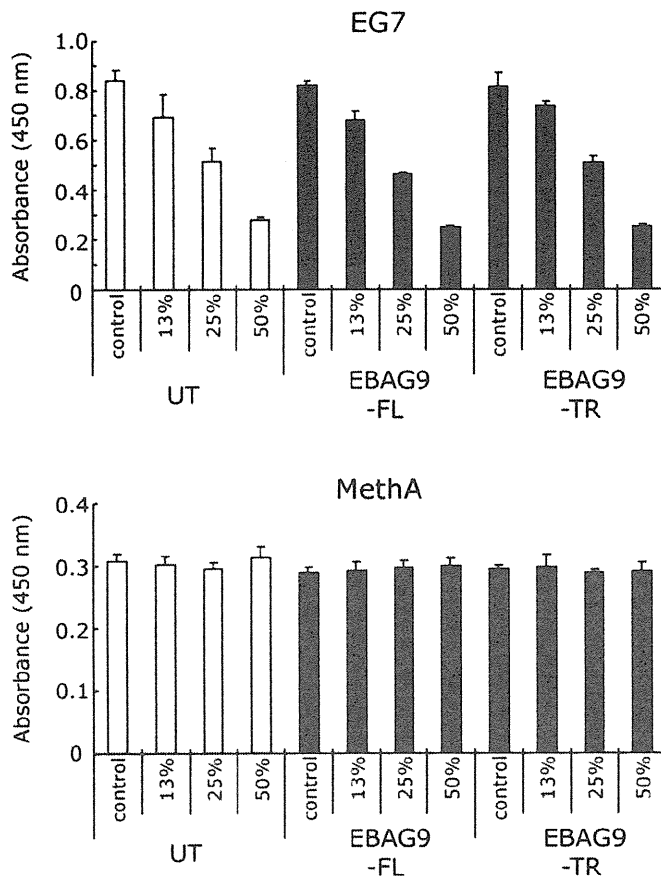 EG7
Absorbance (450 nm)
1.0
0.8
0.6
0.4
0.2
0
control
13%
25%
50%
control
13%
25%
50%
control
13%
25%
50%
UT
EBAG9
-FL
EBAG9
-TR
MethA
Absorbance (450 nm)
0.4
0.3
0.2
0.1
0
control
13%
25%
50%
control
13%
25%
50%
control
13%
25%
50%
UT
EBAG9
-FL
EBAG9
-TR